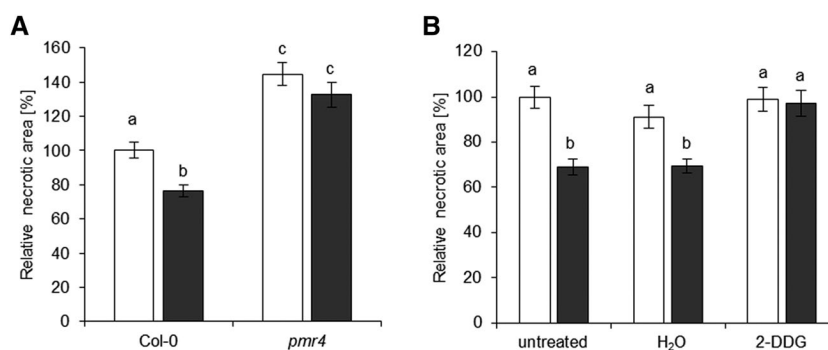 A
Relative necrotic area [%]
160
140
120
100
80
60
40
20
0
a
b
c
c
Col-0
pmr4
B
Relative necrotic area [%]
120
100
80
60
40
20
0
a
b
a
b
a
a
untreated
H₂O
2-DDG